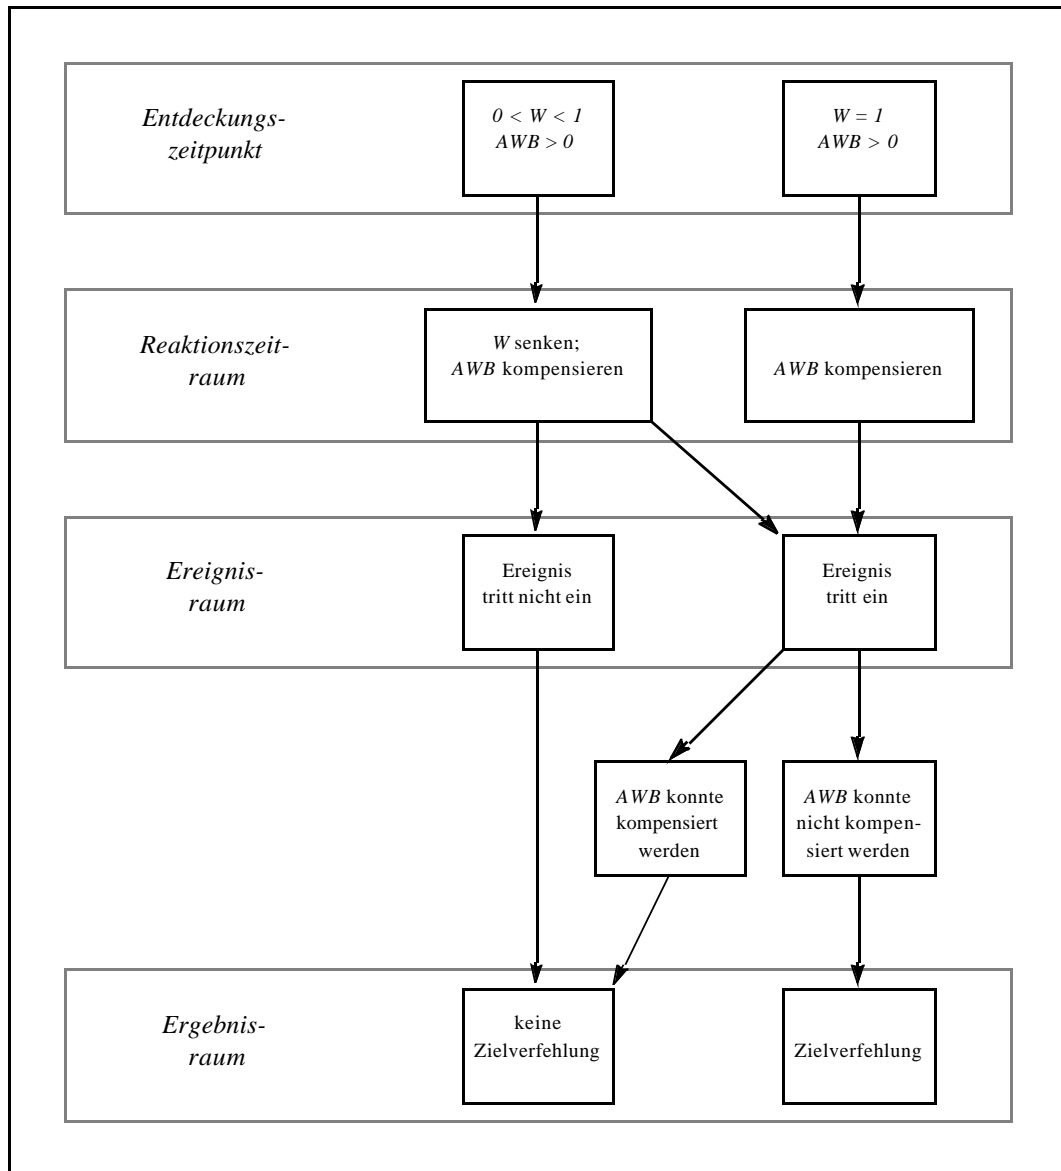 Entdeckungs-
zeitpunkt
0 < W < 1
AWB > 0
W = 1
AWB > 0
Reaktionszeit-
raum
W senken;
AWB kompensieren
AWB kompensieren
Ereignis-
raum
Ereignis
tritt nicht ein
Ereignis
tritt ein
AWB konnte
kompensiert
werden
AWB konnte
nicht kompen-
siert werden
Ergebnis-
raum
keine
Zielverfehlung
Zielverfehlung